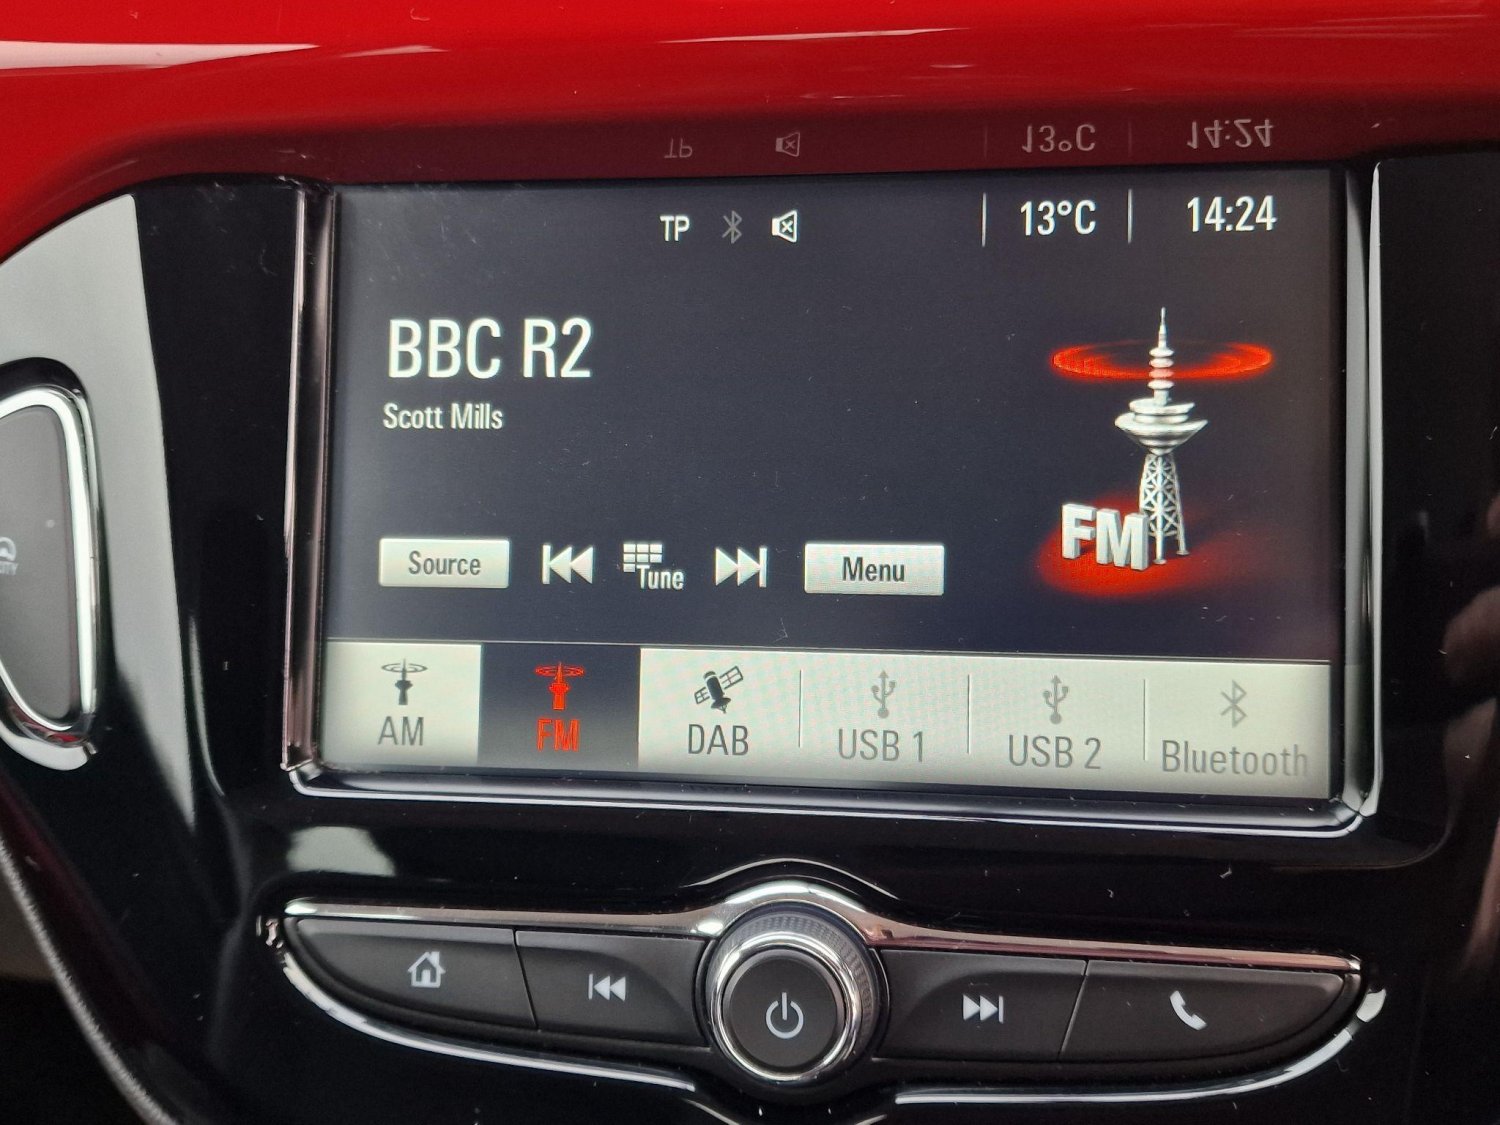 TP 13°C 14:24
BBC R2
Scott Mills
FM
Source Tune Menu
AM FM DAB USB 1 USB 2 Bluetooth